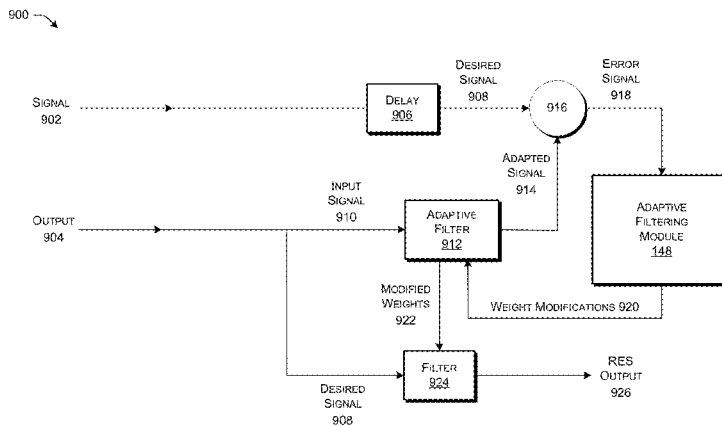 900
SIGNAL
902
DELAY
906
DESIRED
SIGNAL
908
916
ERROR
SIGNAL
918
ADAPTED
SIGNAL
914
OUTPUT
904
INPUT
SIGNAL
910
ADAPTIVE
FILTER
912
ADAPTIVE
FILTERING
MODULE
148
MODIFIED
WEIGHTS
922
WEIGHT MODIFICATIONS 920
DESIRED
SIGNAL
908
FILTER
924
RES
OUTPUT
926